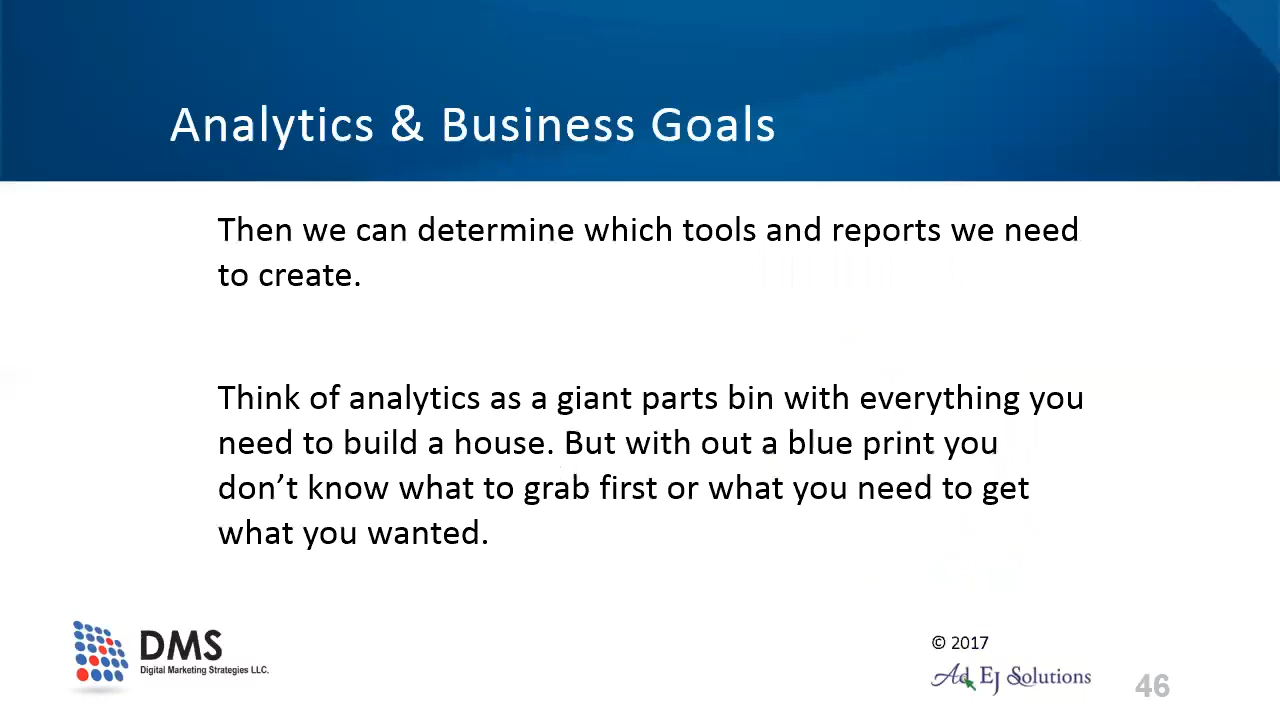 Analytics & Business Goals
Then we can determine which tools and reports we need
to create.
Think of analytics as a giant parts bin with everything you
need to build a house. But with out a blue print you
don’t know what to grab first or what you need to get
what you wanted.
DMS
Digital Marketing Strategies LLC.
© 2017
Ad Ej Solutions
46